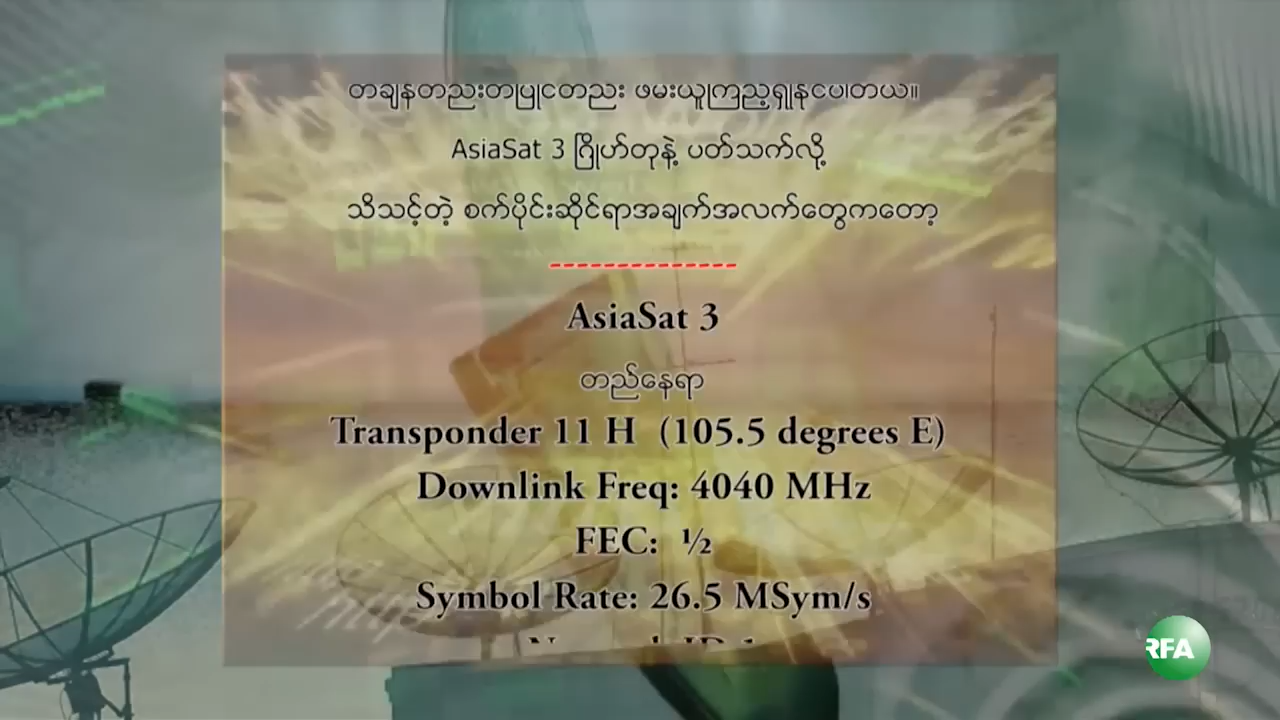 တချနတညးတပြုငတညး ဖမးယူကြည့ရှုနငပါတယ။
AsiaSat 3 ဂြိုဟ်တုနဲ့ ပတ်သက်လို့
သိသင့်တဲ့ စက်ပိုင်းဆိုင်ရာအချက်အလက်တွေကတော့
--------------
AsiaSat 3
တည်နေရာ
Transponder 11 H (105.5 degrees E)
Downlink Freq: 4040 MHz
FEC: ½
Symbol Rate: 26.5 MSym/s
RFA